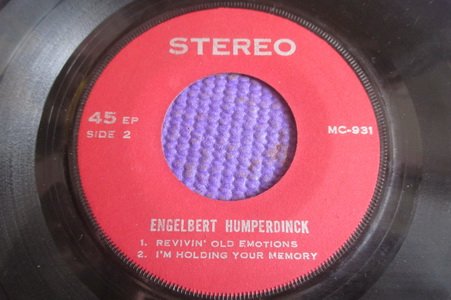 STEREO
45 EP
SIDE 2
MC-931
ENGELBERT HUMPERDINCK
1. REVIVIN' OLD EMOTIONS
2. I'M HOLDING YOUR MEMORY